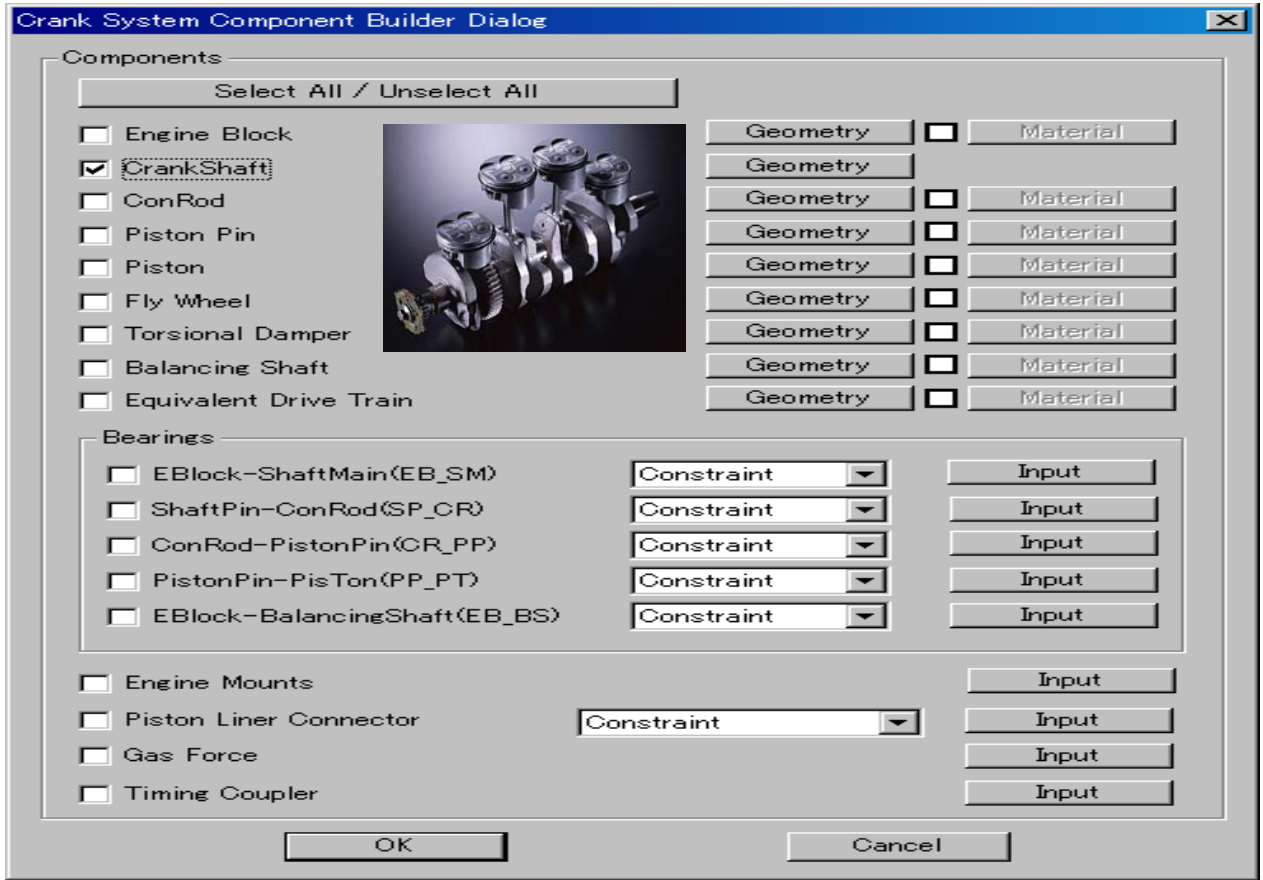 Crank System Component Builder Dialog
Components
Select All / Unselect All
Engine Block Geometry Material
CrankShaft Geometry
ConRod Geometry Material
Piston Pin Geometry Material
Piston Geometry Material
Fly Wheel Geometry Material
Torsional Damper Geometry Material
Balancing Shaft Geometry Material
Equivalent Drive Train Geometry Material
Bearings
EBlock-ShaftMain(EB_SM) Constraint Input
ShaftPin-ConRod(SP_CR) Constraint Input
ConRod-PistonPin(CR_PP) Constraint Input
PistonPin-PisTon(PP_PT) Constraint Input
EBlock-BalancingShaft(EB_BS) Constraint Input
Engine Mounts Input
Piston Liner Connector Constraint Input
Gas Force Input
Timing Coupler Input
OK Cancel